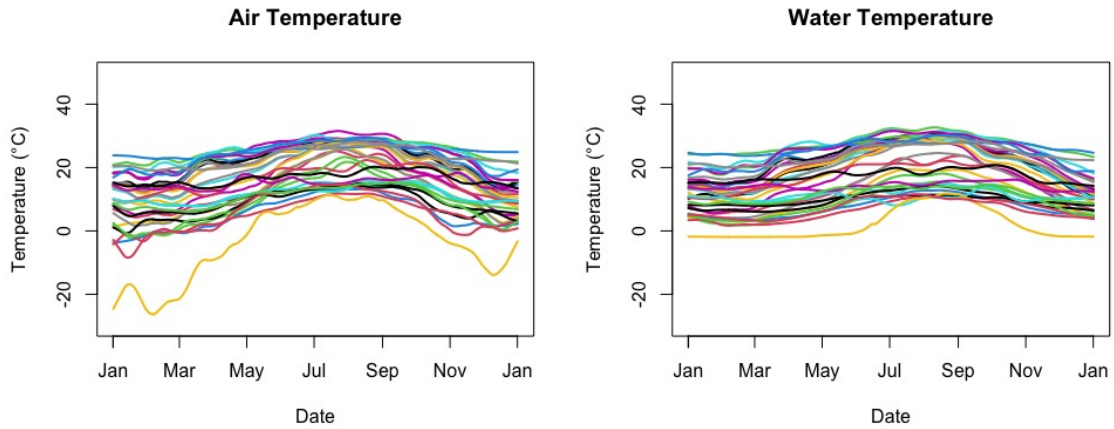 Air Temperature
Temperature (°C)
40
20
0
-20
Jan Mar May Jul Sep Nov Jan
Date
Water Temperature
Temperature (°C)
40
20
0
-20
Jan Mar May Jul Sep Nov Jan
Date